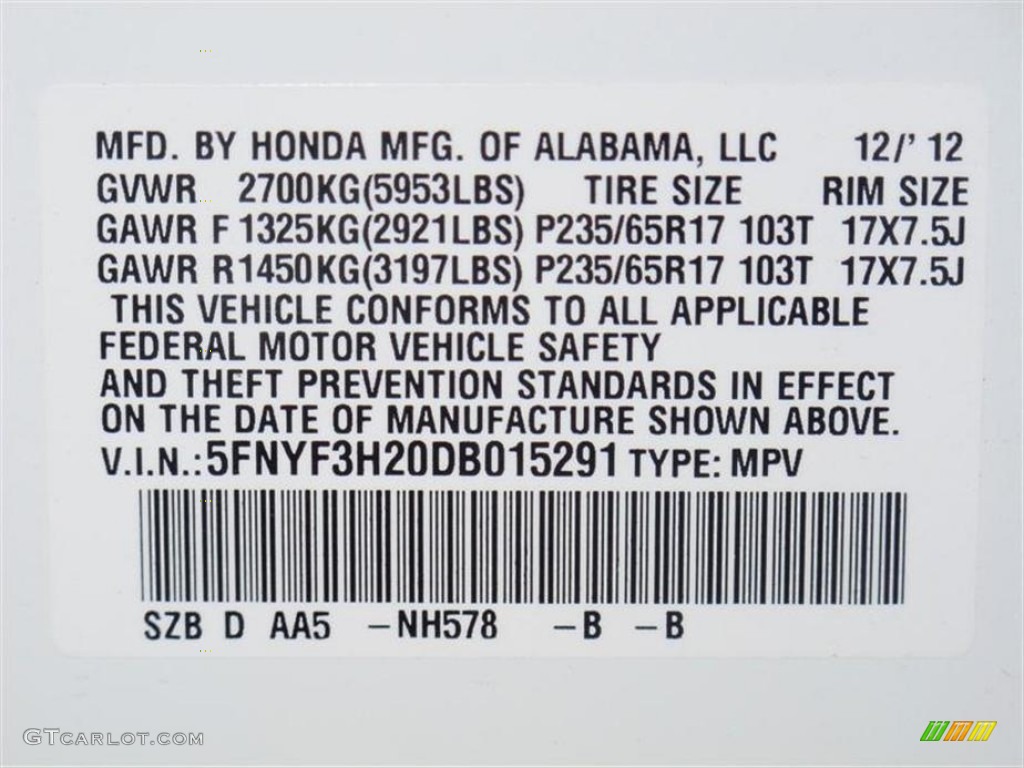 MFD. BY HONDA MFG. OF ALABAMA, LLC 12/' 12
GVWR 2700KG(5953LBS) TIRE SIZE RIM SIZE
GAWR F 1325KG(2921LBS) P235/65R17 103T 17X7.5J
GAWR R1450KG(3197LBS) P235/65R17 103T 17X7.5J
THIS VEHICLE CONFORMS TO ALL APPLICABLE
FEDERAL MOTOR VEHICLE SAFETY
AND THEFT PREVENTION STANDARDS IN EFFECT
ON THE DATE OF MANUFACTURE SHOWN ABOVE.
V.I.N.:5FNYF3H20DB015291 TYPE: MPV
SZB D AA5 -NH578 -B -B
GTCARLOT.COM